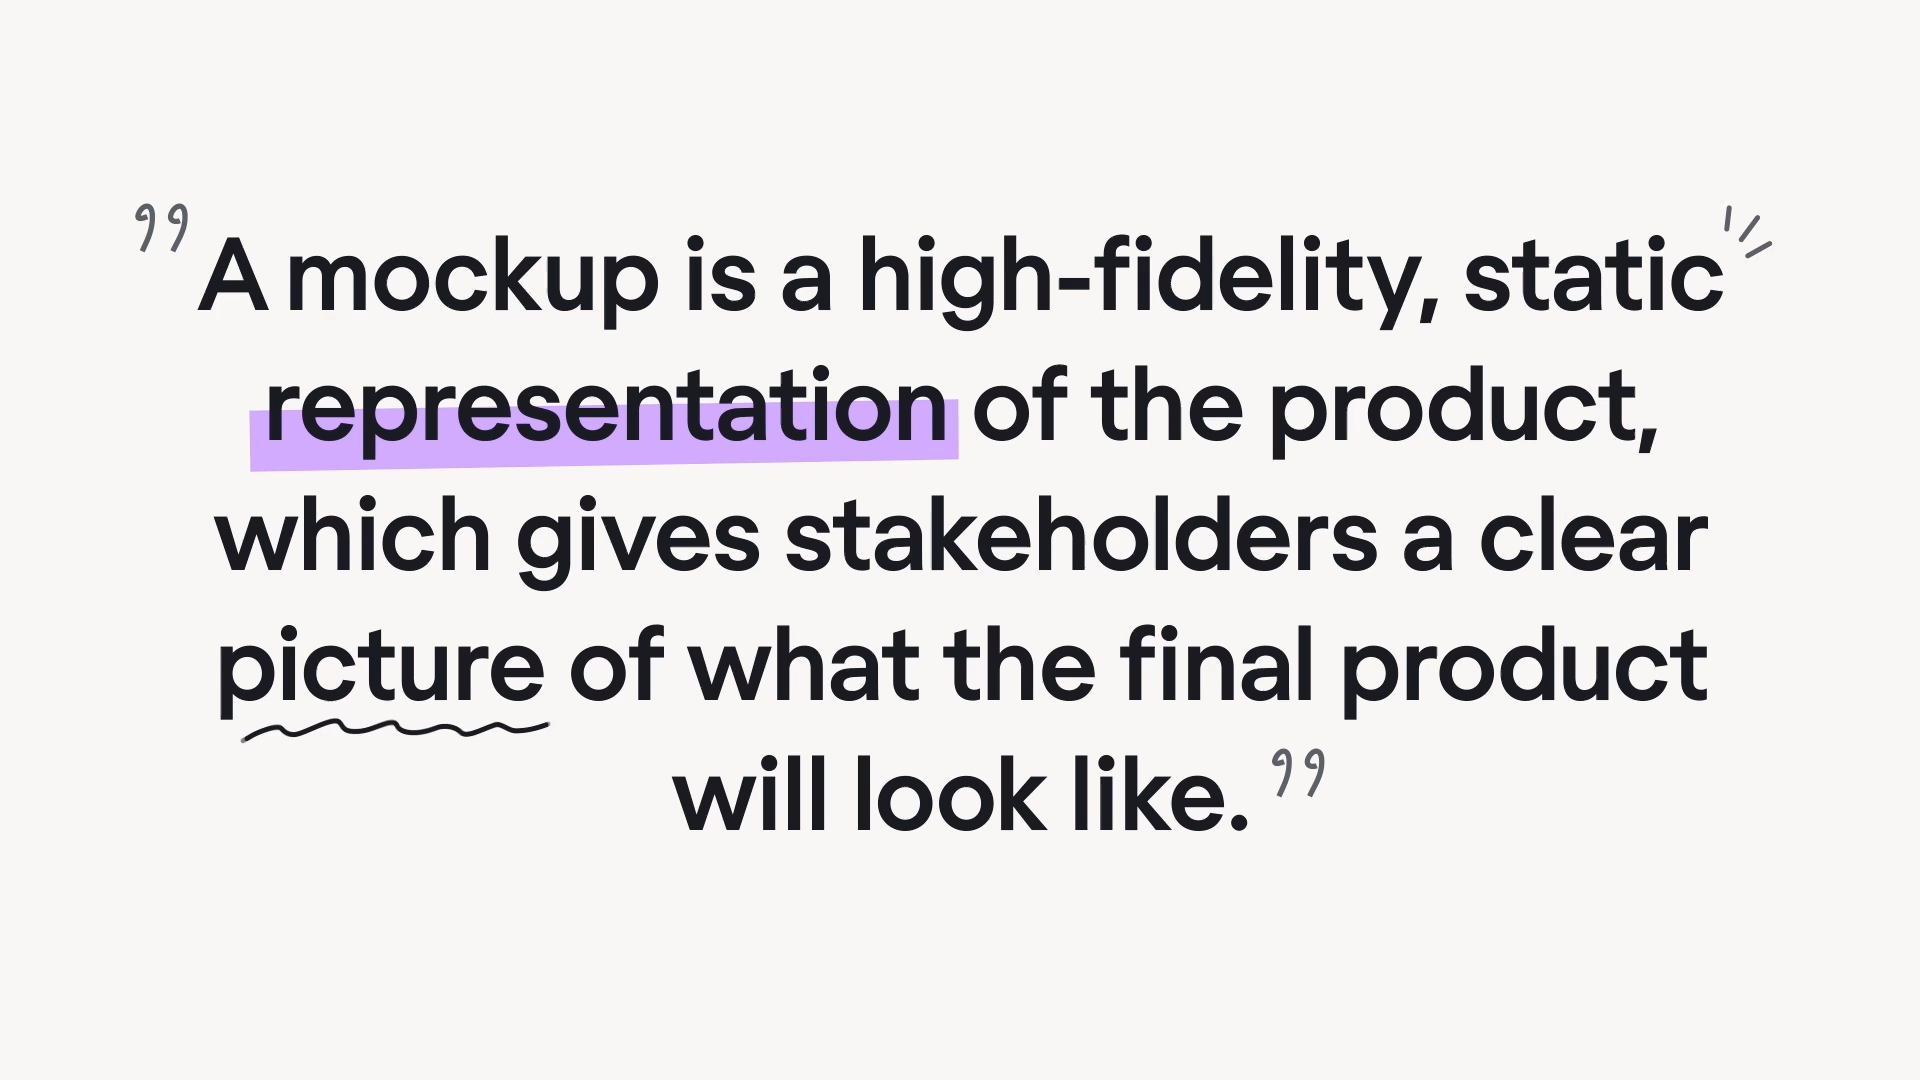 ”A mockup is a high-fidelity, static
representation of the product,
which gives stakeholders a clear
picture of what the final product
will look like.”